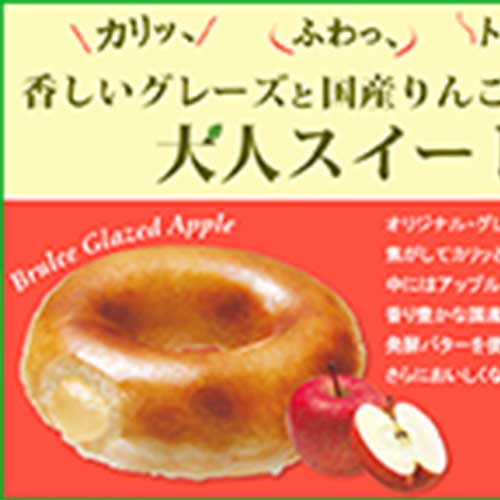 カリッ、 ふわっ、 ト
香しいグレーズと国産りんご
大人スイート
Brulee Glazed Apple
オリジナル・グレ
焦がしてカリッと
中にはアップル
香り豊かな国産
発酵バターを使
さらにおいしくな